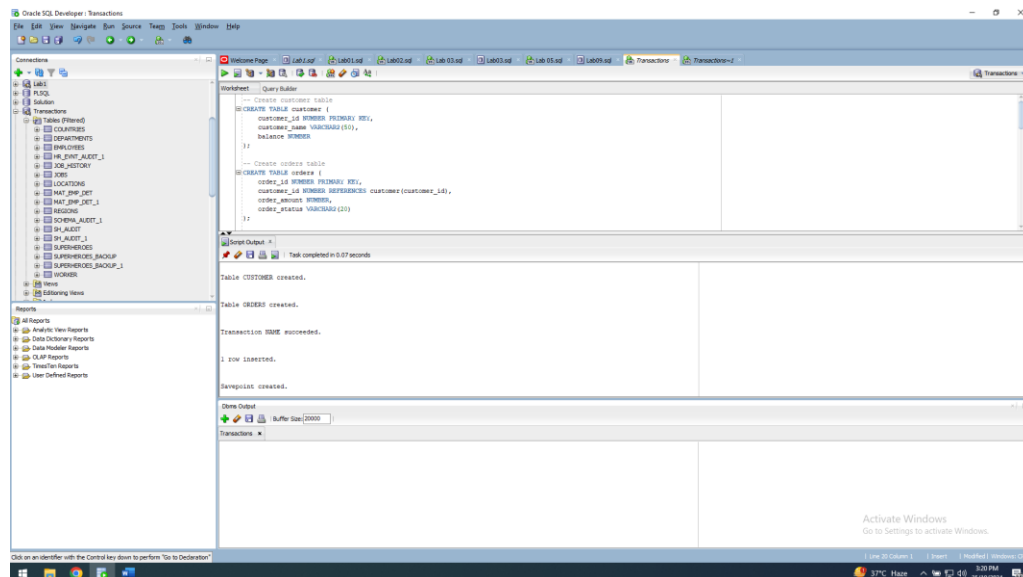 Oracle SQL Developer : Transactions
File Edit View Navigate Run Source Team Tools Window Help
Connections
Lab1
PLSQL
Solution
Transactions
Tables (Filtered)
COUNTRIES
DEPARTMENTS
EMPLOYEES
HR_EVNT_AUDIT_1
JOB_HISTORY
JOBS
LOCATIONS
MAT_EMP_DET
MAT_EMP_DET_1
REGIONS
SCHEMA_AUDIT_1
SH_AUDIT
SH_AUDIT_1
SUPERHEROES
SUPERHEROES_BACKUP
SUPERHEROES_BACKUP_1
WORKER
Views
Editioning Views
Reports
All Reports
Analytic View Reports
Data Dictionary Reports
Data Modeler Reports
OLAP Reports
TimesTen Reports
User Defined Reports
Welcome Page Lab1.sql Lab01.sql Lab02.sql Lab 03.sql Lab03.sql Lab 05.sql Lab09.sql Transactions Transactions~1
Transactions
Worksheet Query Builder
-- Create customer table
CREATE TABLE customer (
customer_id NUMBER PRIMARY KEY,
customer_name VARCHAR2(50),
balance NUMBER
);
-- Create orders table
CREATE TABLE orders (
order_id NUMBER PRIMARY KEY,
customer_id NUMBER REFERENCES customer(customer_id),
order_amount NUMBER,
order_status VARCHAR2(20)
);
Script Output
Task completed in 0.07 seconds
Table CUSTOMER created.
Table ORDERS created.
Transaction NAME succeeded.
1 row inserted.
Savepoint created.
Dbms Output
Buffer Size: 20000
Transactions
Activate Windows
Go to Settings to activate Windows.
Click on an identifier with the Control key down to perform "Go to Declaration"
Line 20 Column 1 Insert Modified Windows: C
37°C Haze 3:20 PM